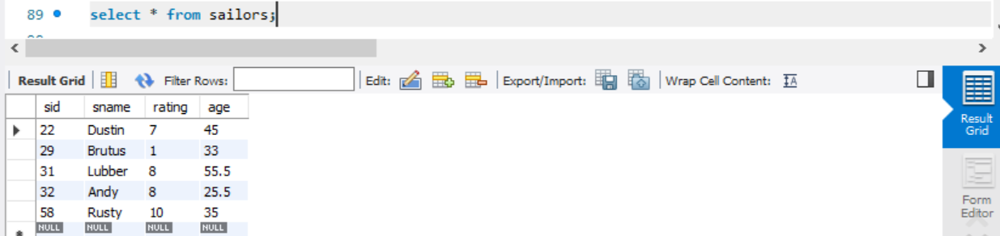 89 select * from sailors;
Result Grid Filter Rows: Edit: Export/Import: Wrap Cell Content: IA
sid sname rating age
22 Dustin 7 45
29 Brutus 1 33
31 Lubber 8 55.5
32 Andy 8 25.5
58 Rusty 10 35
NULL NULL NULL NULL
Result
Grid
Form
Editor